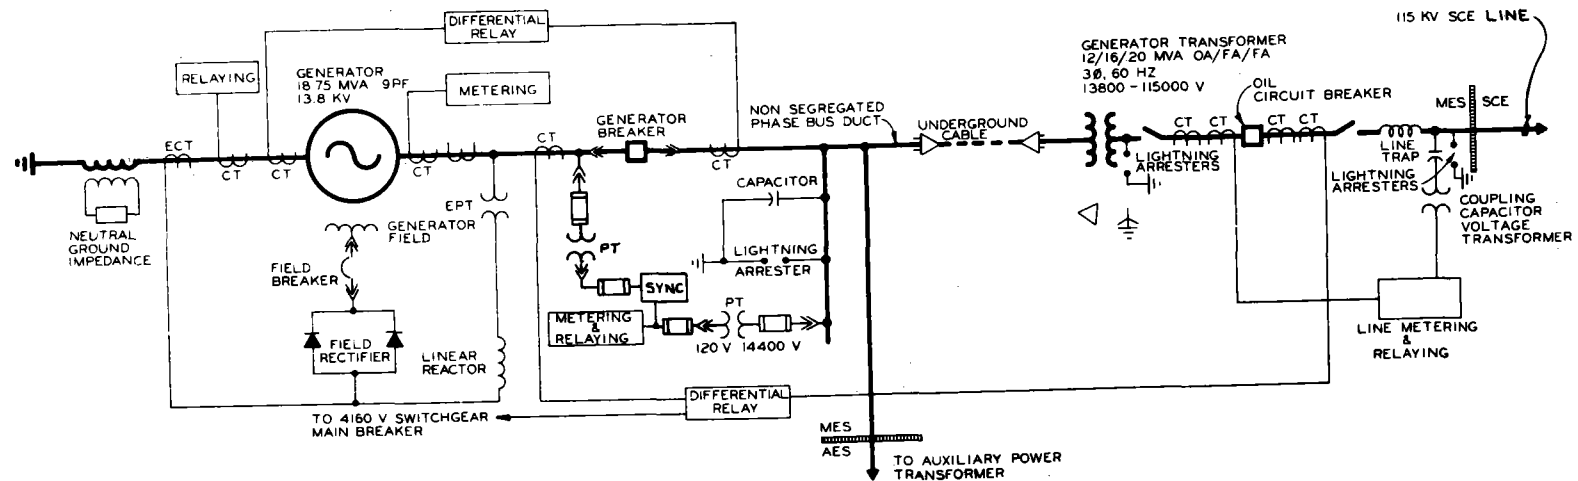 115 KV SCE LINE
DIFFERENTIAL
RELAY
RELAYING
GENERATOR
18 75 MVA 9PF
13.8 KV
METERING
GENERATOR TRANSFORMER
12/16/20 MVA OA/FA/FA
3Ø, 60 HZ
13800-115000 V
OIL
CIRCUIT BREAKER
MES
SCE
NON SEGREGATED
PHASE BUS DUCT
UNDERGROUND
CABLE
GENERATOR
BREAKER
ECT
CT
CT
CT
CT
CT
CT
CT
CT
CT
LIGHTNING
ARRESTERS
LINE
TRAP
LIGHTNING
ARRESTERS
COUPLING
CAPACITOR
VOLTAGE
TRANSFORMER
NEUTRAL
GROUND
IMPEDANCE
EPT
GENERATOR
FIELD
FIELD
BREAKER
FIELD
RECTIFIER
LINEAR
REACTOR
PT
CAPACITOR
LIGHTNING
ARRESTER
SYNC
METERING
&
RELAYING
PT
120 V 14400 V
LINE METERING
&
RELAYING
DIFFERENTIAL
RELAY
TO 4160 V SWITCHGEAR
MAIN BREAKER
MES
AES
TO AUXILIARY POWER
TRANSFORMER